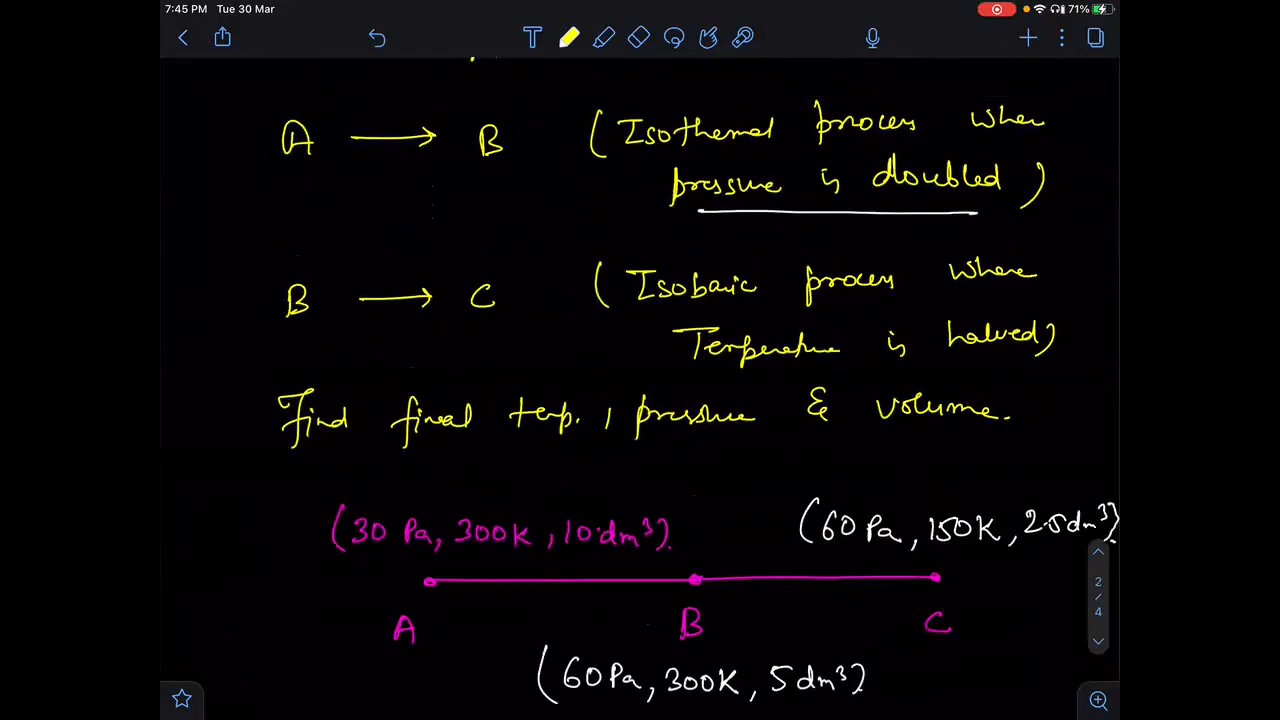 7:45 PM Tue 30 Mar
71%
T
A → B (Isothermal process when
pressure is doubled)
B → C (Isobaric process where
Temperature is halved)
Find final temp., pressure & volume.
(30 Pa, 300K, 10 dm³)
(60 Pa, 150K, 2.5 dm³)
A B C
(60 Pa, 300K, 5 dm³)
2 / 4